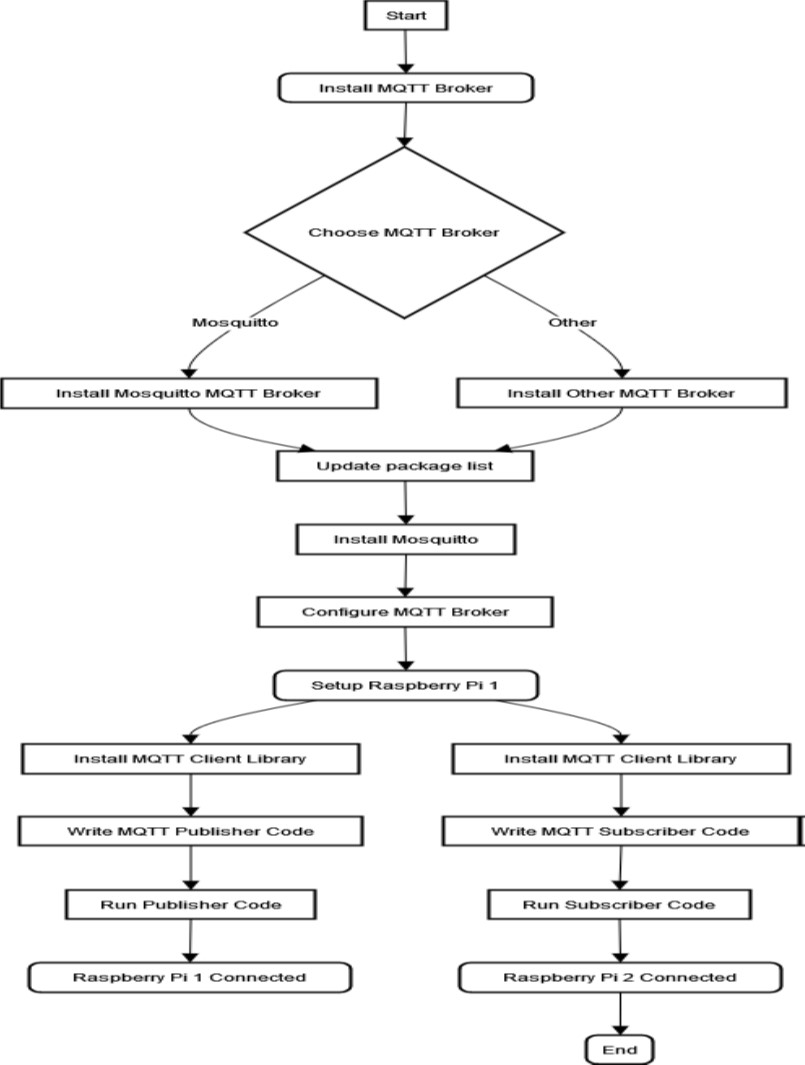 Start
Install MQTT Broker
Choose MQTT Broker
Mosquitto
Other
Install Mosquitto MQTT Broker
Install Other MQTT Broker
Update package list
Install Mosquitto
Configure MQTT Broker
Setup Raspberry Pi 1
Install MQTT Client Library
Install MQTT Client Library
Write MQTT Publisher Code
Write MQTT Subscriber Code
Run Publisher Code
Run Subscriber Code
Raspberry Pi 1 Connected
Raspberry Pi 2 Connected
End